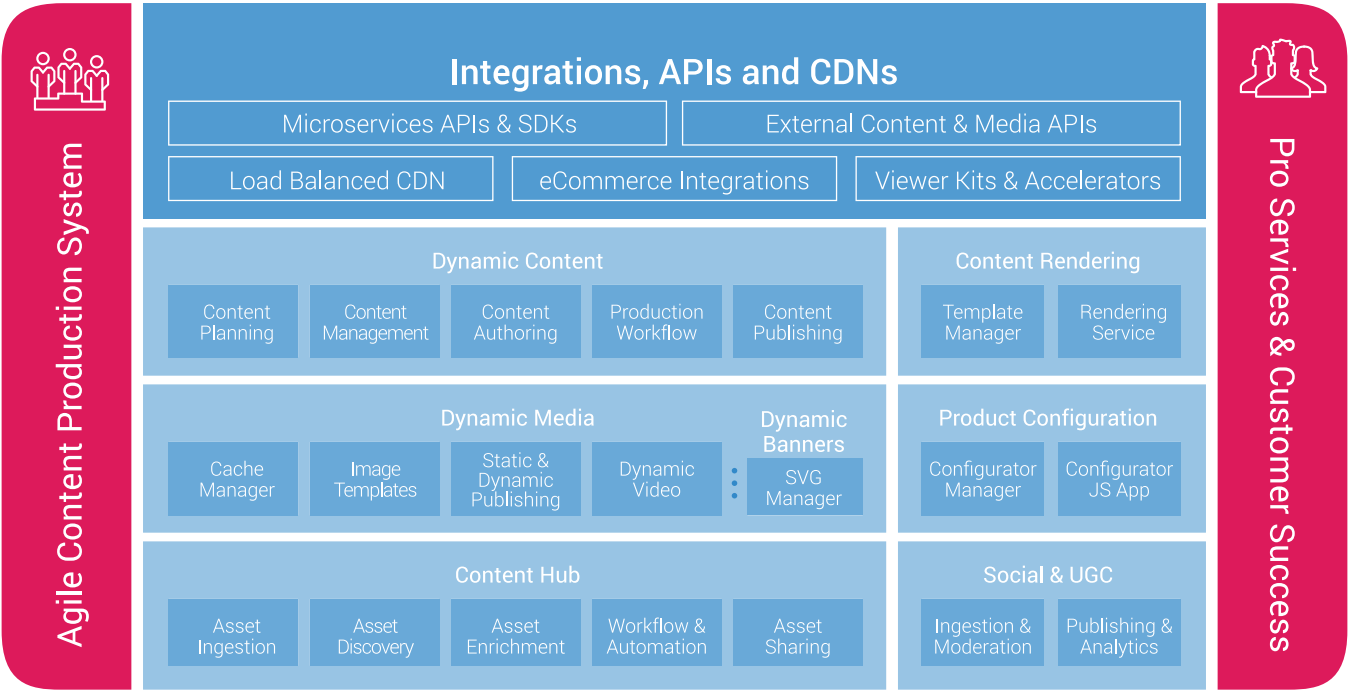 Agile Content Production System
Integrations, APIs and CDNs
Microservices APIs & SDKs
External Content & Media APIs
Load Balanced CDN
eCommerce Integrations
Viewer Kits & Accelerators
Dynamic Content
Content
Planning
Content
Management
Content
Authoring
Production
Workflow
Content
Publishing
Content Rendering
Template
Manager
Rendering
Service
Dynamic Media
Cache
Manager
Image
Templates
Static &
Dynamic
Publishing
Dynamic
Video
Dynamic
Banners
SVG
Manager
Product Configuration
Configurator
Manager
Configurator
JS App
Content Hub
Asset
Ingestion
Asset
Discovery
Asset
Enrichment
Workflow &
Automation
Asset
Sharing
Social & UGC
Ingestion &
Moderation
Publishing &
Analytics
Pro Services & Customer Success